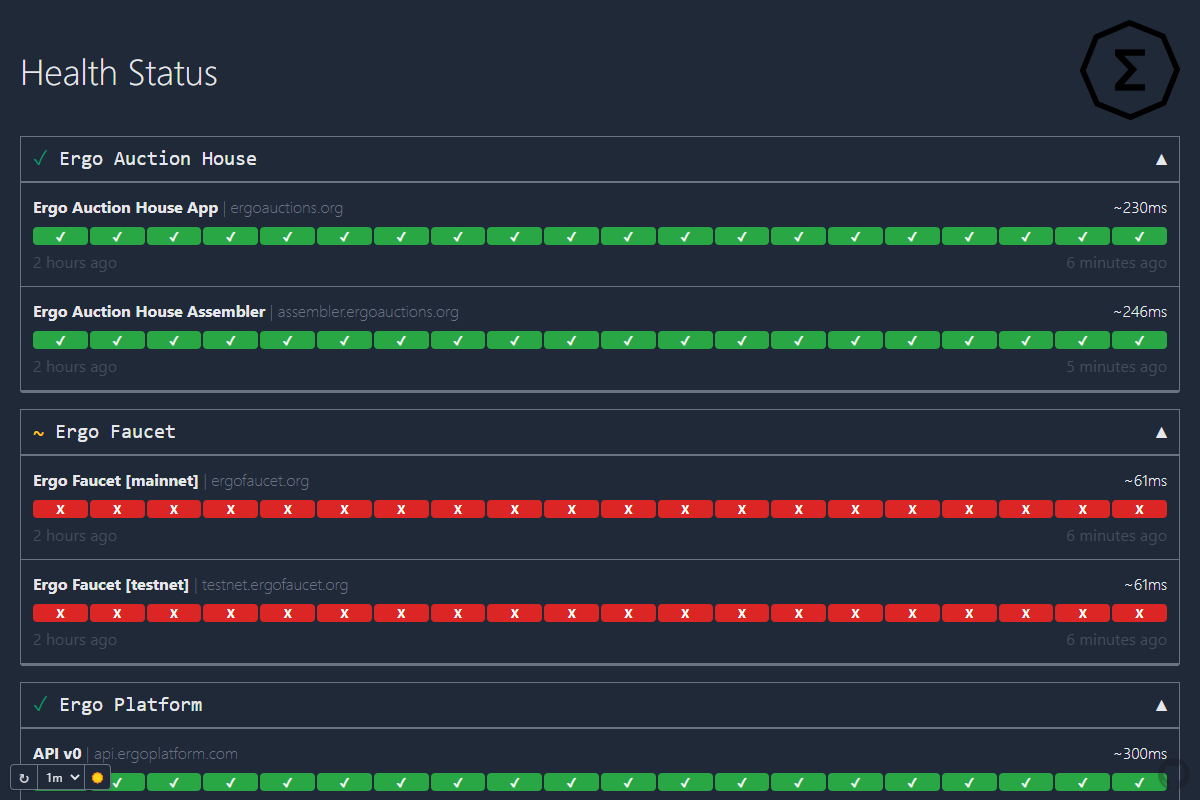 Health Status
Σ
✓ Ergo Auction House ▲
Ergo Auction House App | ergoauctions.org ~230ms
✓ ✓ ✓ ✓ ✓ ✓ ✓ ✓ ✓ ✓ ✓ ✓ ✓ ✓ ✓ ✓ ✓ ✓ ✓ ✓
2 hours ago 6 minutes ago
Ergo Auction House Assembler | assembler.ergoauctions.org ~246ms
✓ ✓ ✓ ✓ ✓ ✓ ✓ ✓ ✓ ✓ ✓ ✓ ✓ ✓ ✓ ✓ ✓ ✓ ✓ ✓
2 hours ago 5 minutes ago
~ Ergo Faucet ▲
Ergo Faucet [mainnet] | ergofaucet.org ~61ms
X X X X X X X X X X X X X X X X X X X X
2 hours ago 6 minutes ago
Ergo Faucet [testnet] | testnet.ergofaucet.org ~61ms
X X X X X X X X X X X X X X X X X X X X
2 hours ago 6 minutes ago
✓ Ergo Platform ▲
API v0 | api.ergoplatform.com ~300ms
↻ 1m ✓ ✓ ✓ ✓ ✓ ✓ ✓ ✓ ✓ ✓ ✓ ✓ ✓ ✓ ✓ ✓ ✓ ✓ ✓